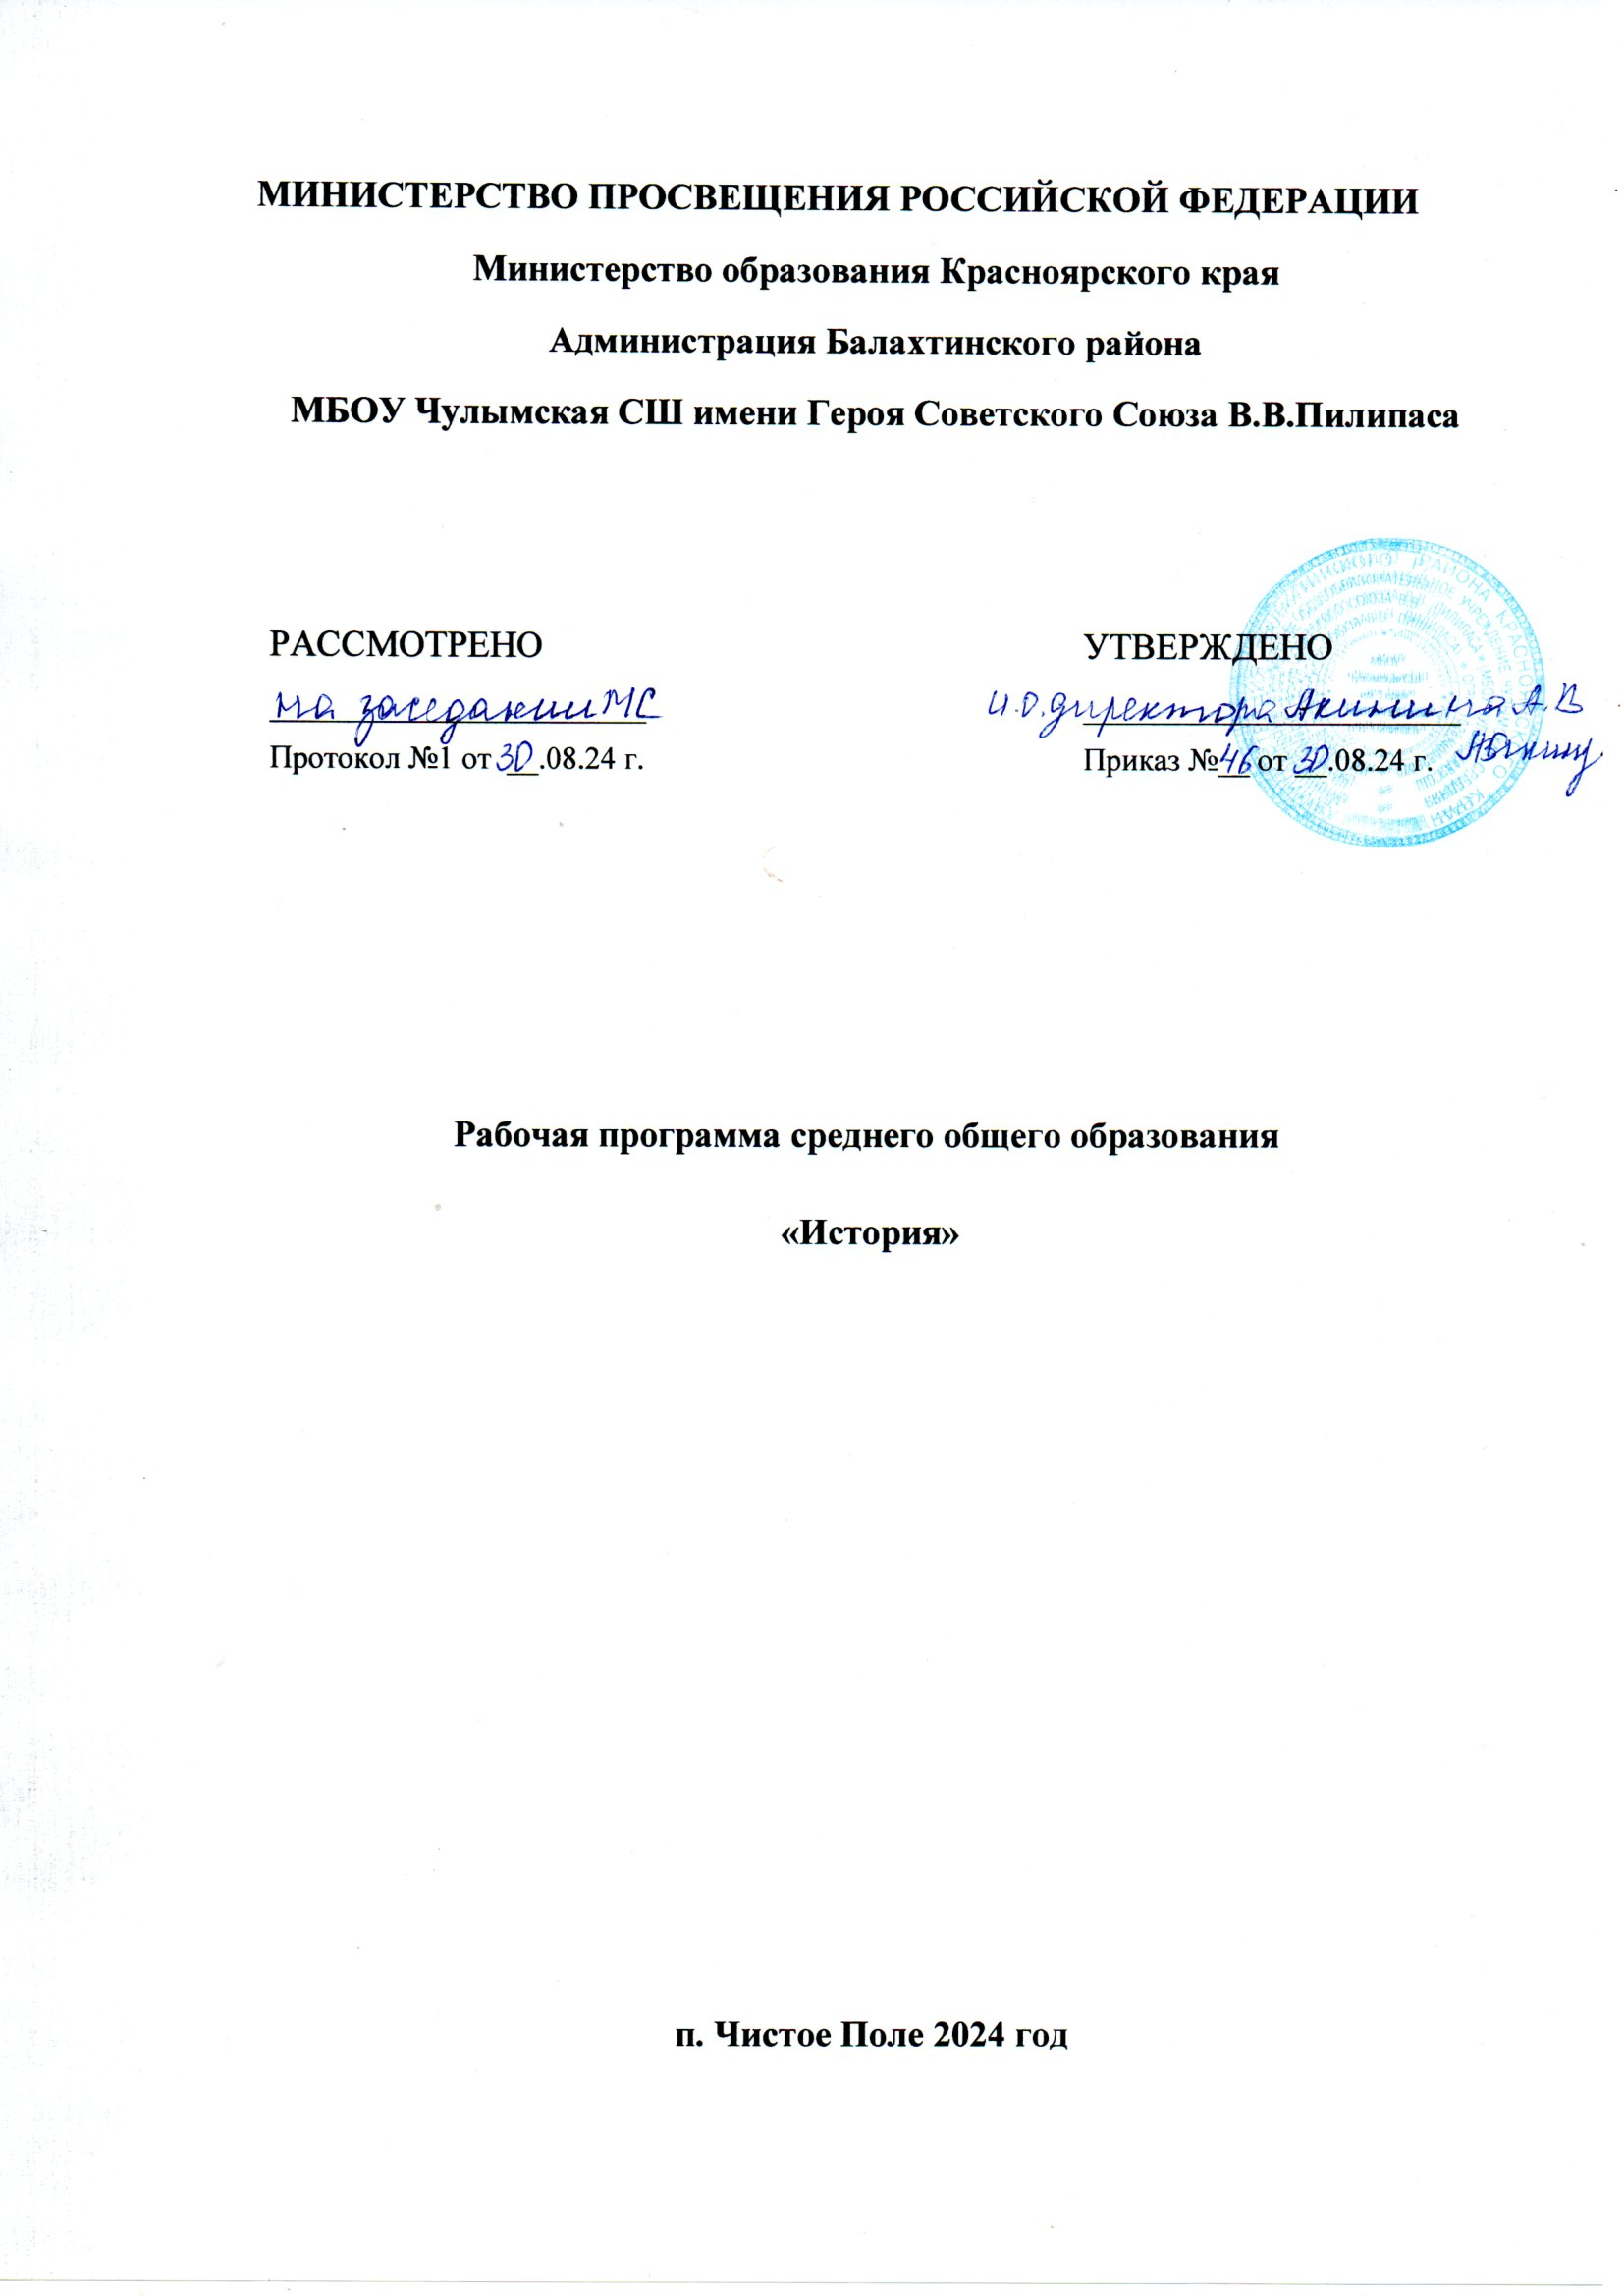 МИНИСТЕРСТВО ПРОСВЕЩЕНИЯ РОССИЙСКОЙ ФЕДЕРАЦИИ
Министерство образования Красноярского края
Администрация Балахтинского района
МБОУ Чулымская СШ имени Героя Советского Союза В.В.Пилипаса
РАССМОТРЕНО
на заседании МС
Протокол №1 от 30.08.24 г.
УТВЕРЖДЕНО
и.о. директора Акинина А.В
Приказ №46 от 30.08.24 г.
Рабочая программа среднего общего образования
«История»
п. Чистое Поле 2024 год